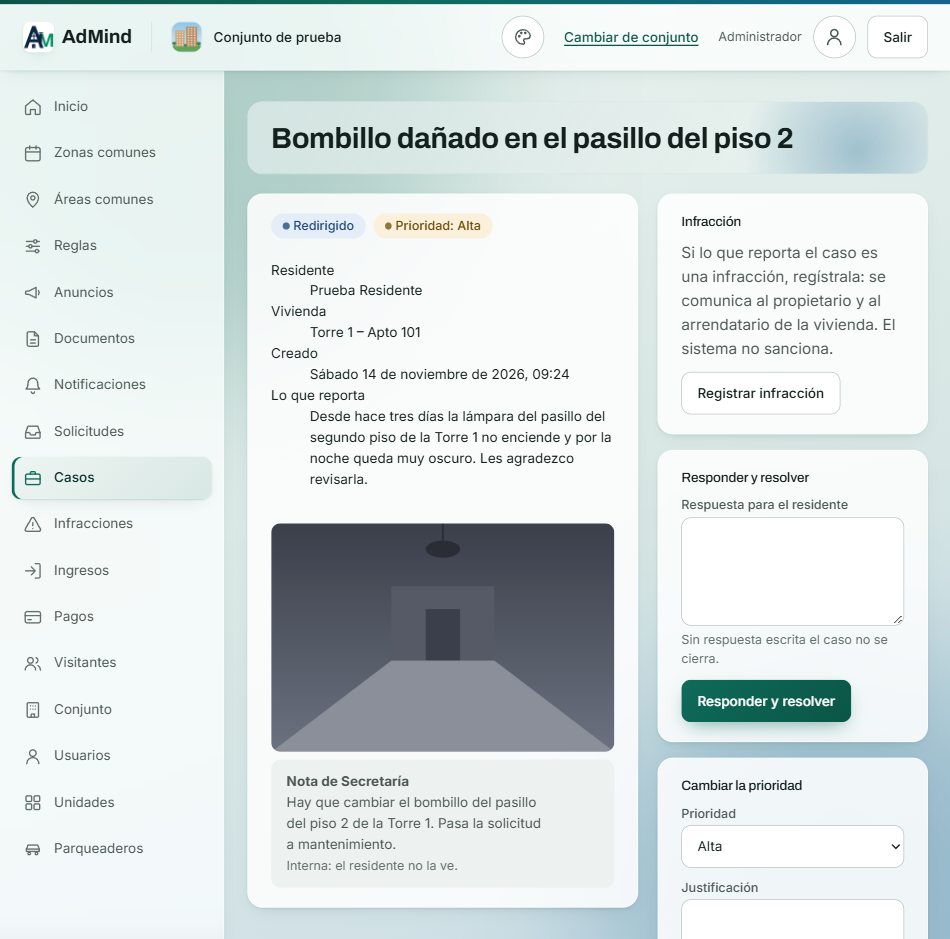 AM AdMind
Conjunto de prueba
Cambiar de conjunto
Administrador
Salir
Inicio
Zonas comunes
Áreas comunes
Reglas
Anuncios
Documentos
Notificaciones
Solicitudes
Casos
Infracciones
Ingresos
Pagos
Visitantes
Conjunto
Usuarios
Unidades
Parqueaderos
Bombillo dañado en el pasillo del piso 2
Redirigido
Prioridad: Alta
Residente
Prueba Residente
Vivienda
Torre 1 – Apto 101
Creado
Sábado 14 de noviembre de 2026, 09:24
Lo que reporta
Desde hace tres días la lámpara del pasillo del
segundo piso de la Torre 1 no enciende y por la
noche queda muy oscuro. Les agradezco
revisarla.
Nota de Secretaría
Hay que cambiar el bombillo del pasillo
del piso 2 de la Torre 1. Pasa la solicitud
a mantenimiento.
Interna: el residente no la ve.
Infracción
Si lo que reporta el caso es
una infracción, regístrala: se
comunica al propietario y al
arrendatario de la vivienda. El
sistema no sanciona.
Registrar infracción
Responder y resolver
Respuesta para el residente
Sin respuesta escrita el caso no se
cierra.
Responder y resolver
Cambiar la prioridad
Prioridad
Alta
Justificación